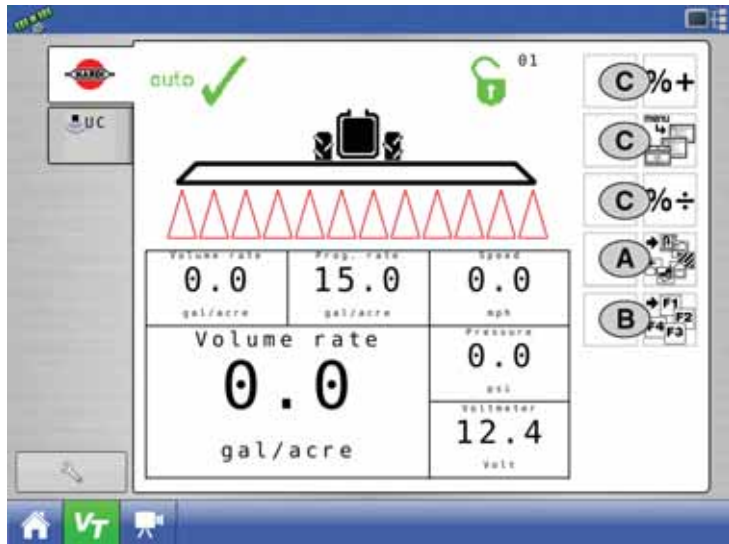 HARDI
UC
auto
01
C %+
C menu
C %÷
A
B F1
F2
F4 F3
Volume rate
0.0
gal/acre
Prog. rate
15.0
gal/acre
Speed
0.0
mph
Volume rate
0.0
gal/acre
Pressure
0.0
psi
Voltmeter
12.4
Volt
VT